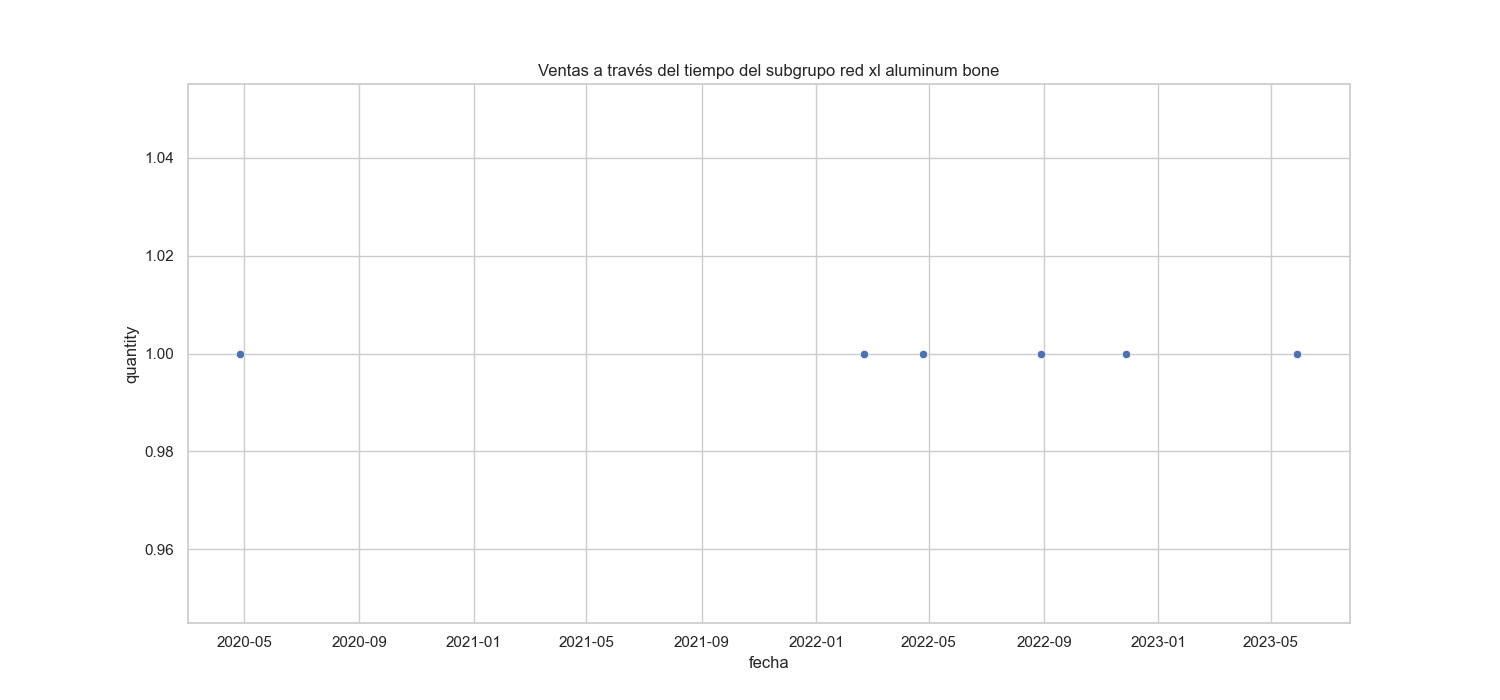 Ventas a través del tiempo del subgrupo red xl aluminum bone
1.04
1.02
1.00
0.98
0.96
quantity
2020-05 2020-09 2021-01 2021-05 2021-09 2022-01 2022-05 2022-09 2023-01 2023-05
fecha